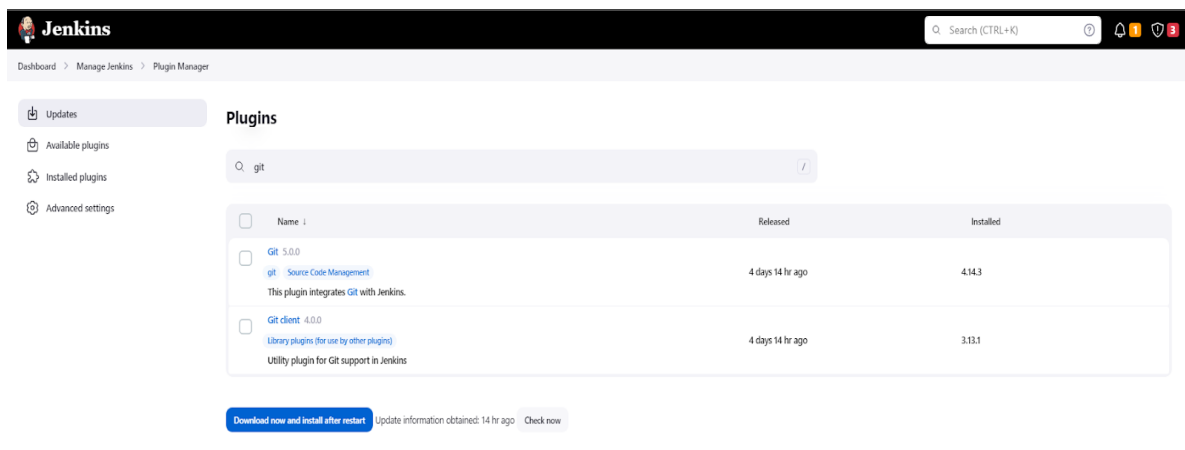 Jenkins
Search (CTRL+K)
1
3
Dashboard > Manage Jenkins > Plugin Manager
Updates
Available plugins
Installed plugins
Advanced settings
Plugins
git
/
Name ↓ Released Installed
Git 5.0.0
git Source Code Management
This plugin integrates Git with Jenkins.
4 days 14 hr ago
4.14.3
Git client 4.0.0
Library plugins (for use by other plugins)
Utility plugin for Git support in Jenkins
4 days 14 hr ago
3.13.1
Download now and install after restart Update information obtained: 14 hr ago Check now